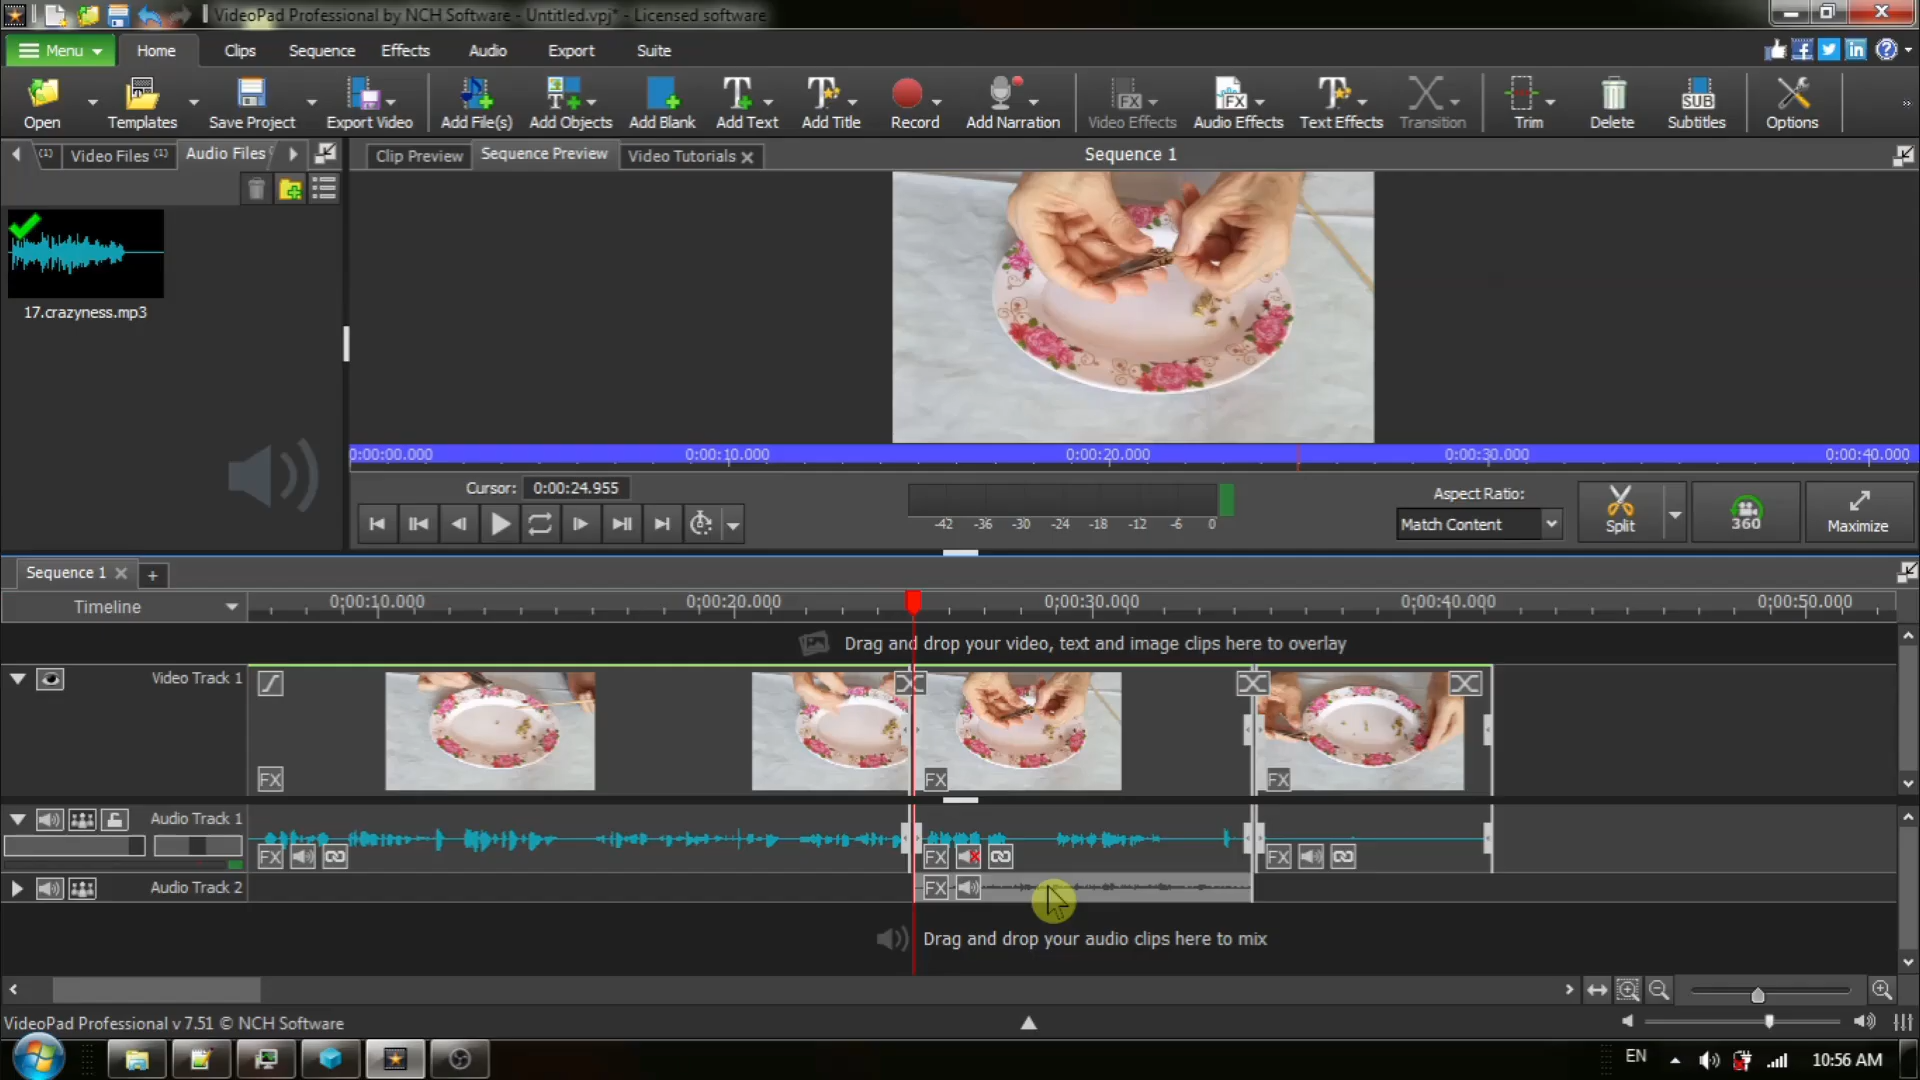 VideoPad Professional by NCH Software - Untitled.vpj* - Licensed software
Menu Home Clips Sequence Effects Audio Export Suite
Open Templates Save Project Export Video Add File(s) Add Objects Add Blank Add Text Add Title Record Add Narration Video Effects Audio Effects Text Effects Transition Trim Delete Subtitles Options
(1) Video Files (1) Audio Files Clip Preview Sequence Preview Video Tutorials Sequence 1
17.crazyness.mp3
0:00:00.000 0:00:10.000 0:00:20.000 0:00:30.000 0:00:40.000
Cursor: 0:00:24.955
-42 -36 -30 -24 -18 -12 -6 0
Aspect Ratio:
Match Content
Split
360
Maximize
Sequence 1
Timeline
0:00:10.000 0:00:20.000 0:00:30.000 0:00:40.000 0:00:50.000
Drag and drop your video, text and image clips here to overlay
Video Track 1
FX FX FX
Audio Track 1
FX FX FX
Audio Track 2
FX
Drag and drop your audio clips here to mix
VideoPad Professional v 7.51 © NCH Software
EN 10:56 AM